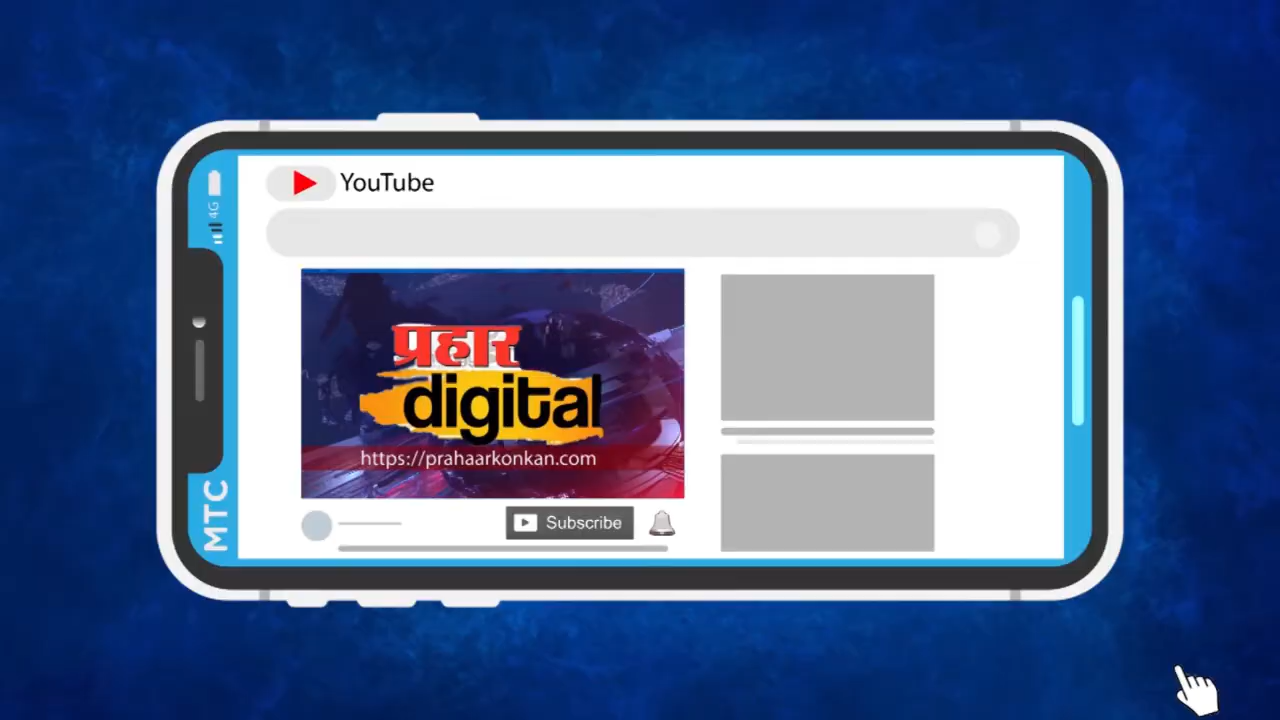 4G
MTC
YouTube
प्रहार
digital
https://prahaarkonkan.com
Subscribe